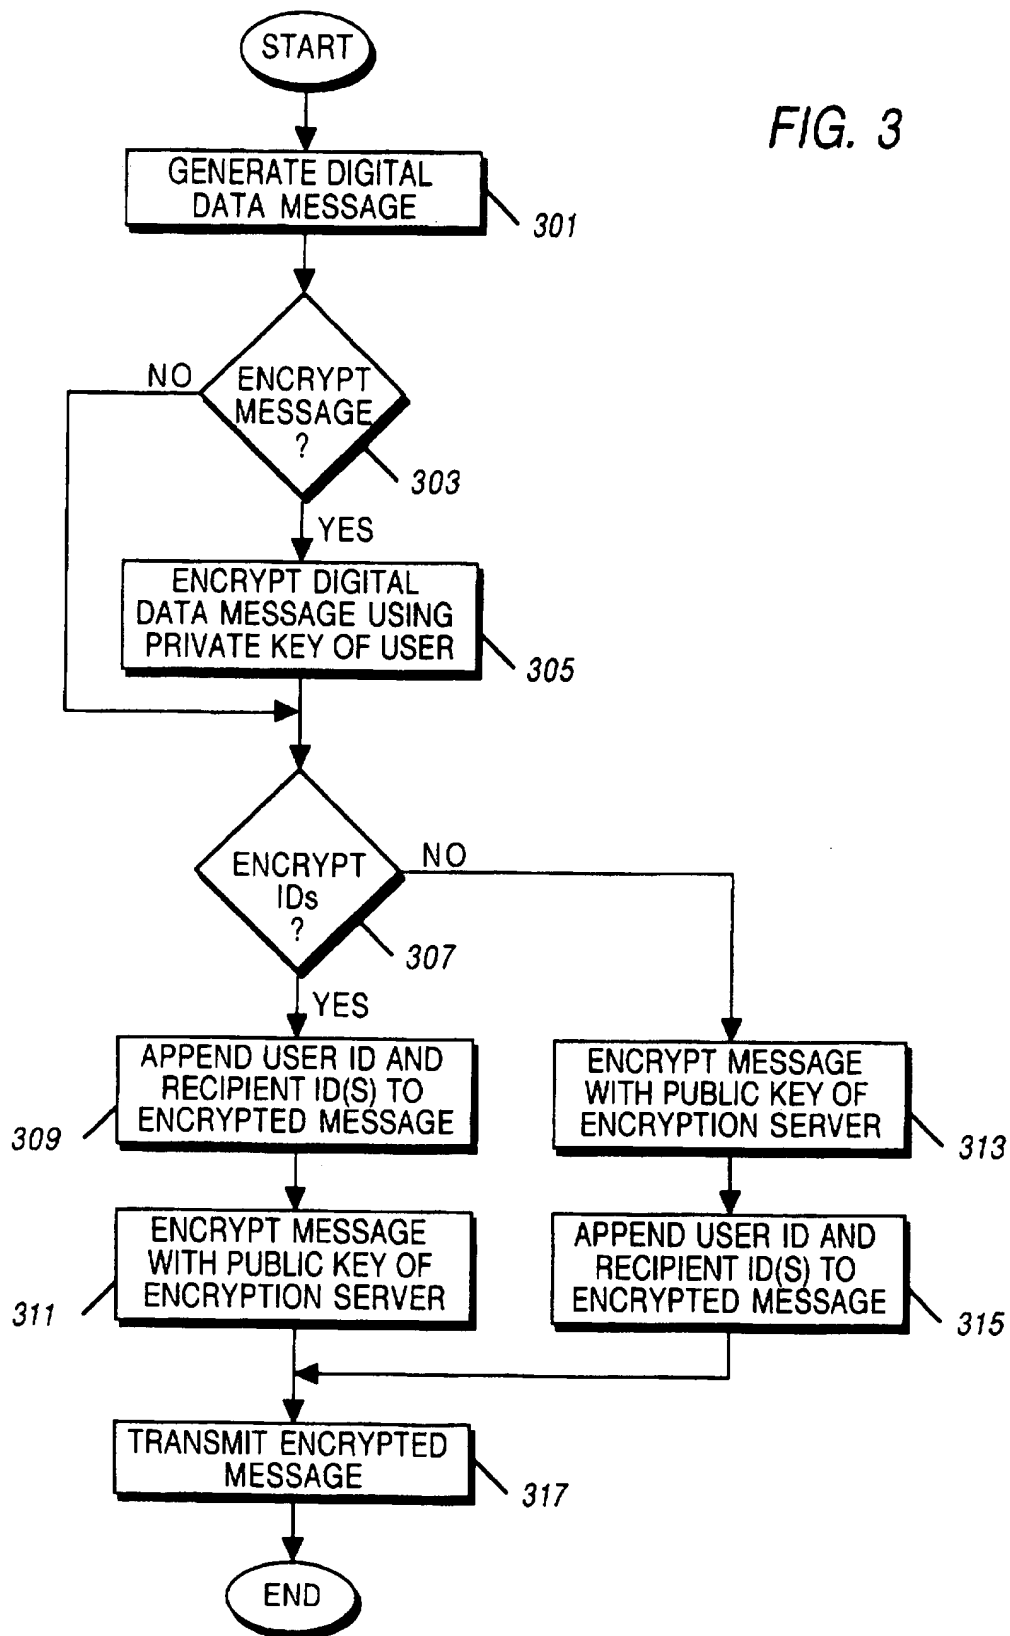 START
FIG. 3
GENERATE DIGITAL
DATA MESSAGE
301
NO
ENCRYPT
MESSAGE
?
303
YES
ENCRYPT DIGITAL
DATA MESSAGE USING
PRIVATE KEY OF USER
305
ENCRYPT
IDs
?
NO
307
YES
APPEND USER ID AND
RECIPIENT ID(S) TO
ENCRYPTED MESSAGE
309
ENCRYPT MESSAGE
WITH PUBLIC KEY OF
ENCRYPTION SERVER
313
ENCRYPT MESSAGE
WITH PUBLIC KEY OF
ENCRYPTION SERVER
311
APPEND USER ID AND
RECIPIENT ID(S) TO
ENCRYPTED MESSAGE
315
TRANSMIT ENCRYPTED
MESSAGE
317
END